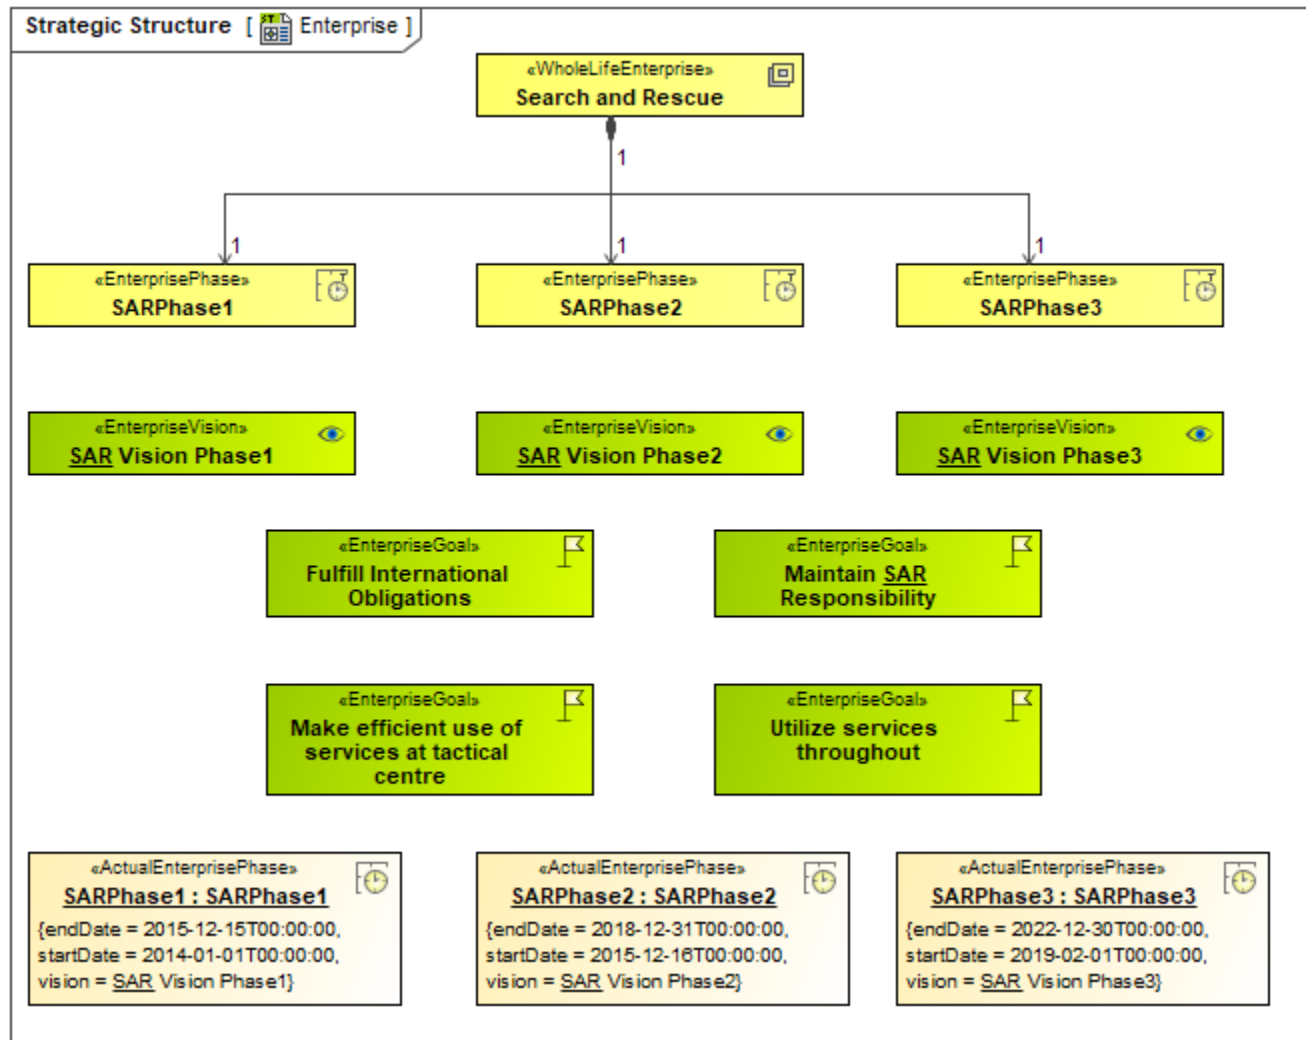 Strategic Structure [ Enterprise ]
«WholeLifeEnterprise»
Search and Rescue
1
1
1
1
«EnterprisePhase»
SARPhase1
«EnterprisePhase»
SARPhase2
«EnterprisePhase»
SARPhase3
«EnterpriseVision»
SAR Vision Phase1
«EnterpriseVision»
SAR Vision Phase2
«EnterpriseVision»
SAR Vision Phase3
«EnterpriseGoal»
Fulfill International
Obligations
«EnterpriseGoal»
Maintain SAR
Responsibility
«EnterpriseGoal»
Make efficient use of
services at tactical
centre
«EnterpriseGoal»
Utilize services
throughout
«ActualEnterprisePhase»
SARPhase1 : SARPhase1
{endDate = 2015-12-15T00:00:00,
startDate = 2014-01-01T00:00:00,
vision = SAR Vision Phase1}
«ActualEnterprisePhase»
SARPhase2 : SARPhase2
{endDate = 2018-12-31T00:00:00,
startDate = 2015-12-16T00:00:00,
vision = SAR Vision Phase2}
«ActualEnterprisePhase»
SARPhase3 : SARPhase3
{endDate = 2022-12-30T00:00:00,
startDate = 2019-02-01T00:00:00,
vision = SAR Vision Phase3}